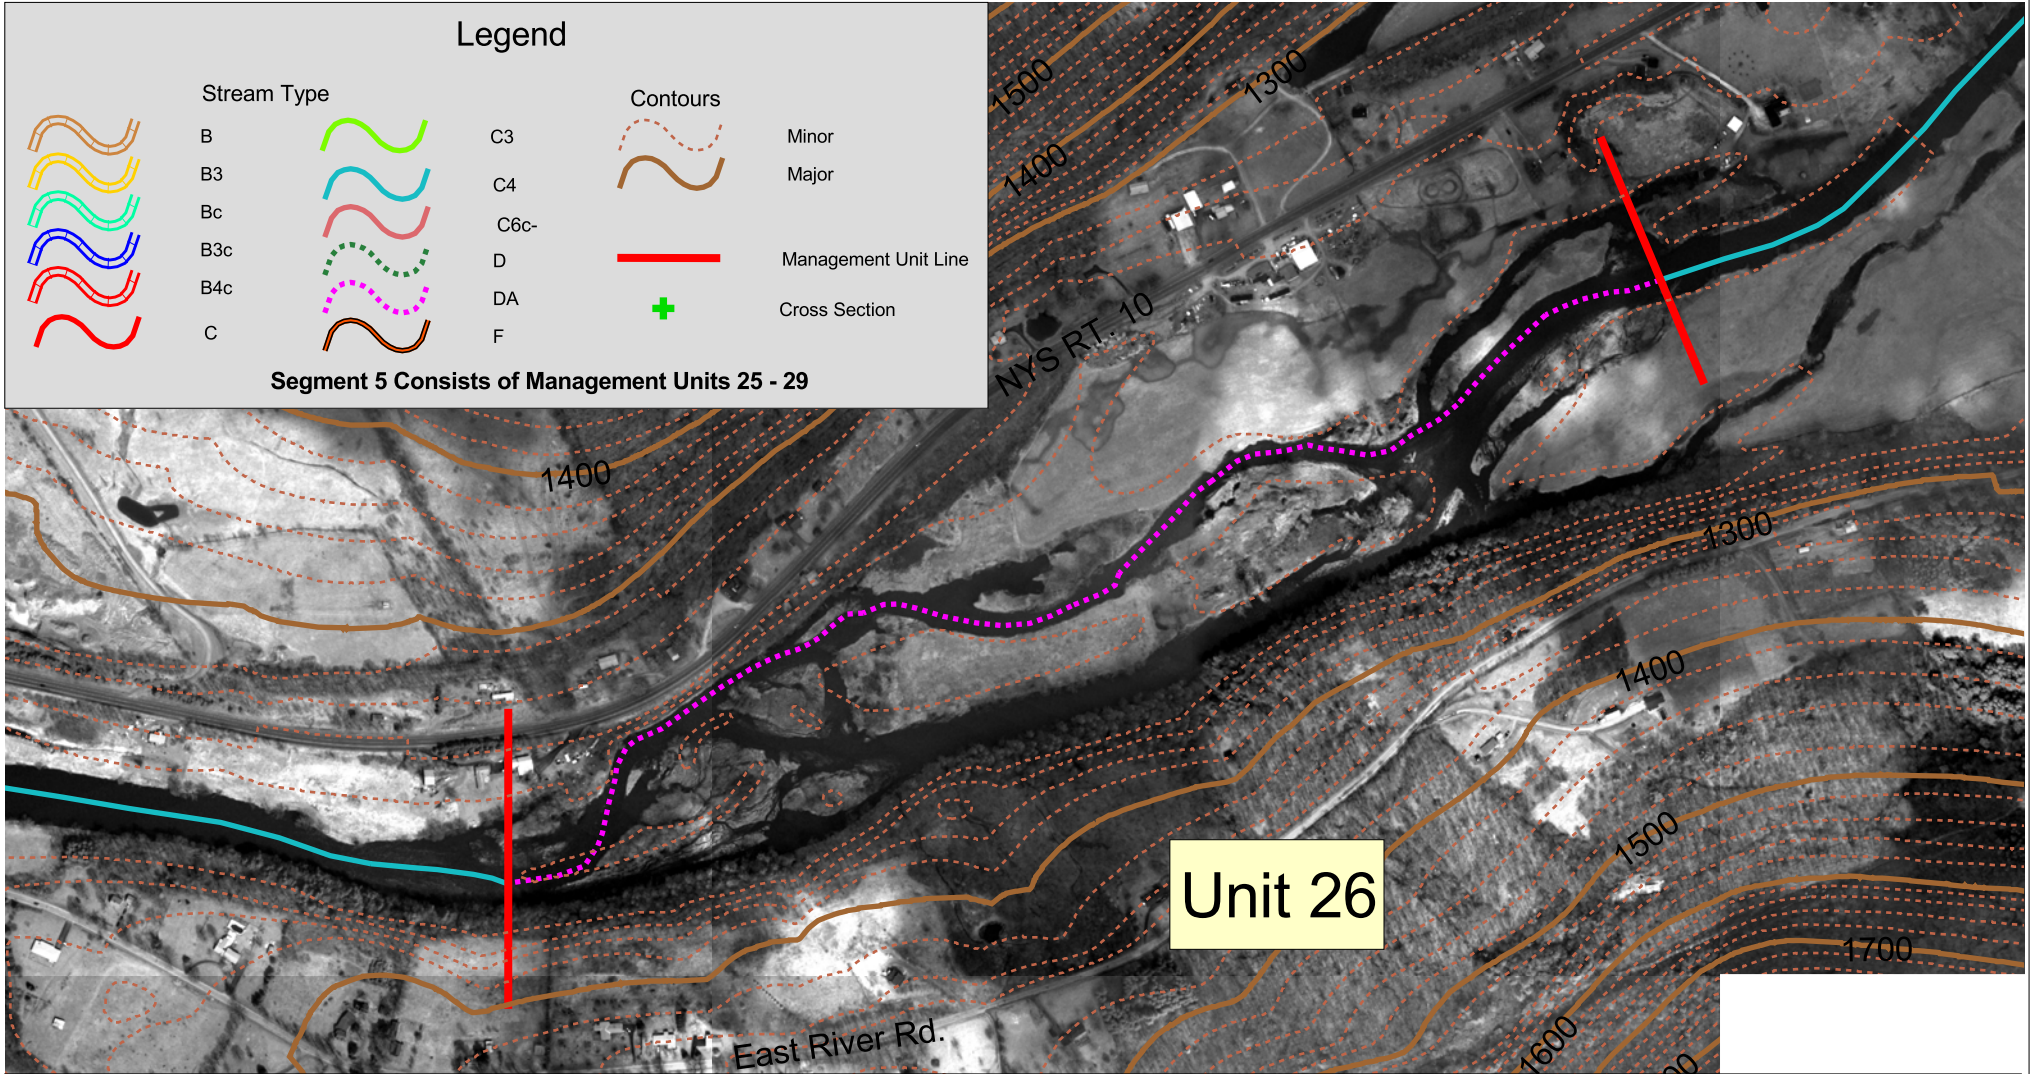 Legend
Stream Type
B
B3
Bc
B3c
B4c
C
C3
C4
C6c-
D
DA
F
Contours
Minor
Major
Management Unit Line
Cross Section
Segment 5 Consists of Management Units 25 - 29
1500
1300
1400
NYS RT. 10
1400
1300
1400
1500
Unit 26
1700
1600
East River Rd.